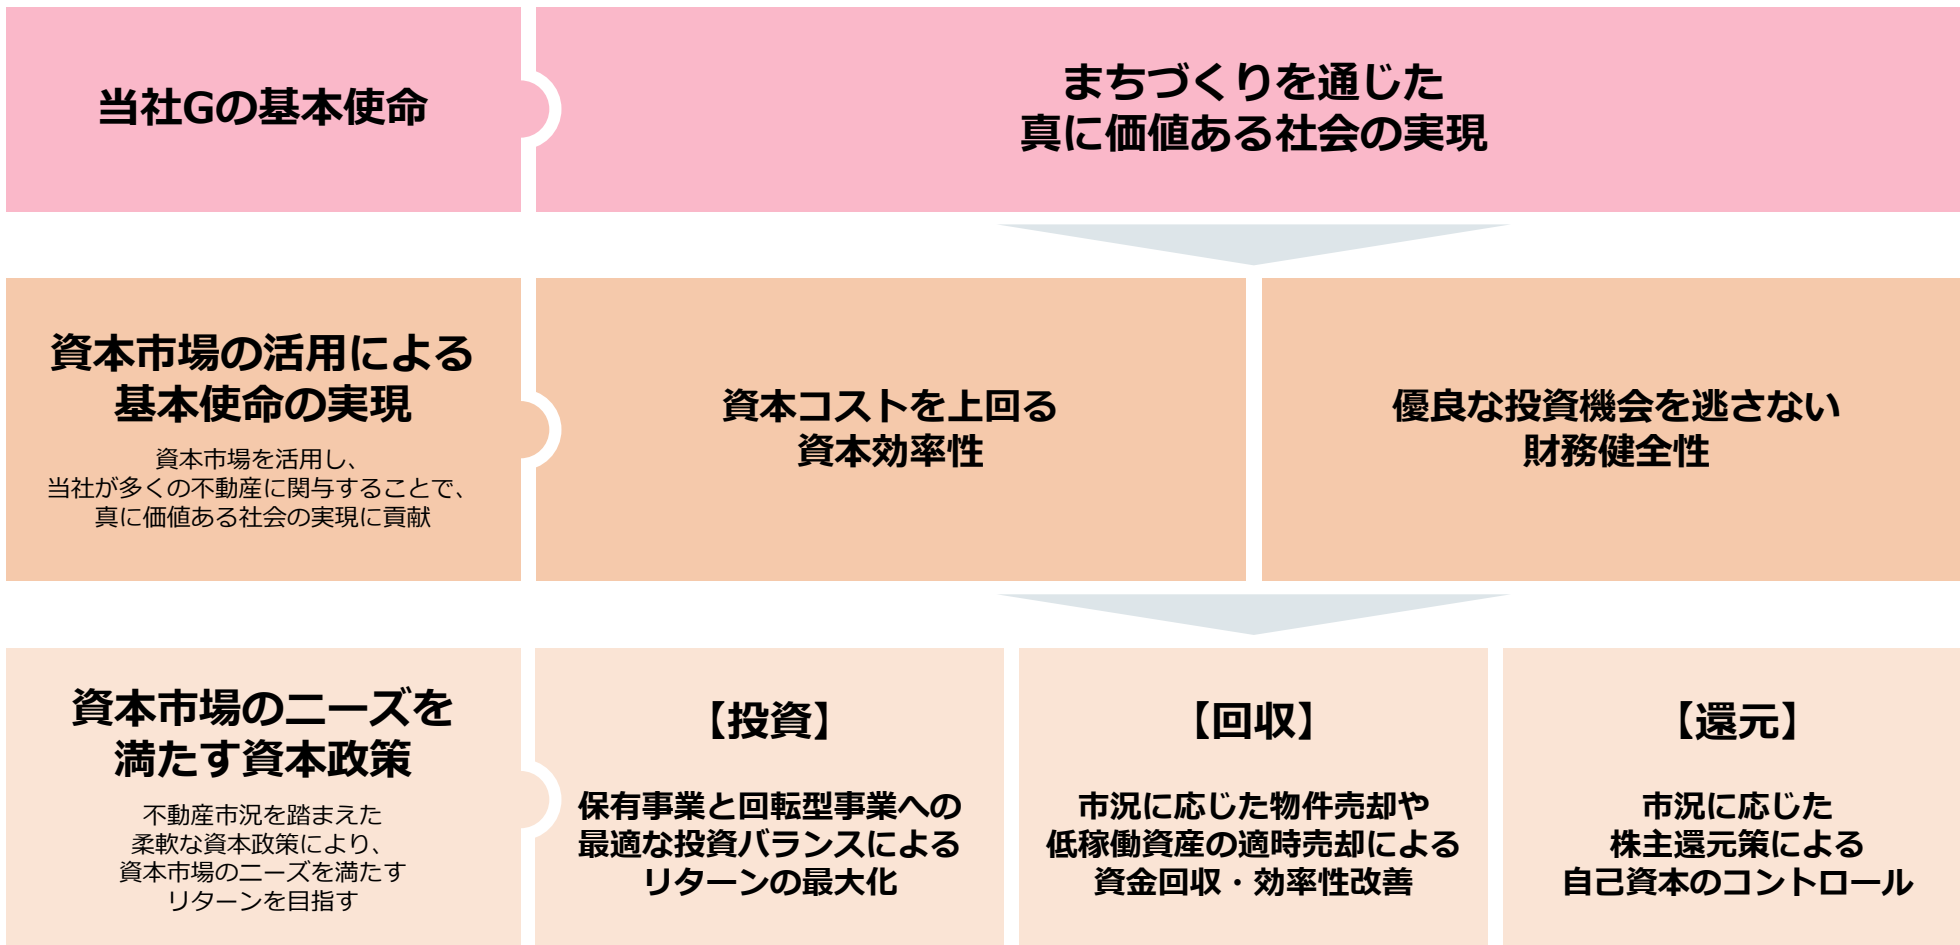 当社Gの基本使命
まちづくりを通じた
真に価値ある社会の実現
資本市場の活用による
基本使命の実現
資本市場を活用し、
当社が多くの不動産に関与することで、
真に価値ある社会の実現に貢献
資本コストを上回る
資本効率性
優良な投資機会を逃さない
財務健全性
資本市場のニーズを
満たす資本政策
不動産市況を踏まえた
柔軟な資本政策により、
資本市場のニーズを満たす
リターンを目指す
【投資】
保有事業と回転型事業への
最適な投資バランスによる
リターンの最大化
【回収】
市況に応じた物件売却や
低稼働資産の適時売却による
資金回収・効率性改善
【還元】
市況に応じた
株主還元策による
自己資本のコントロール